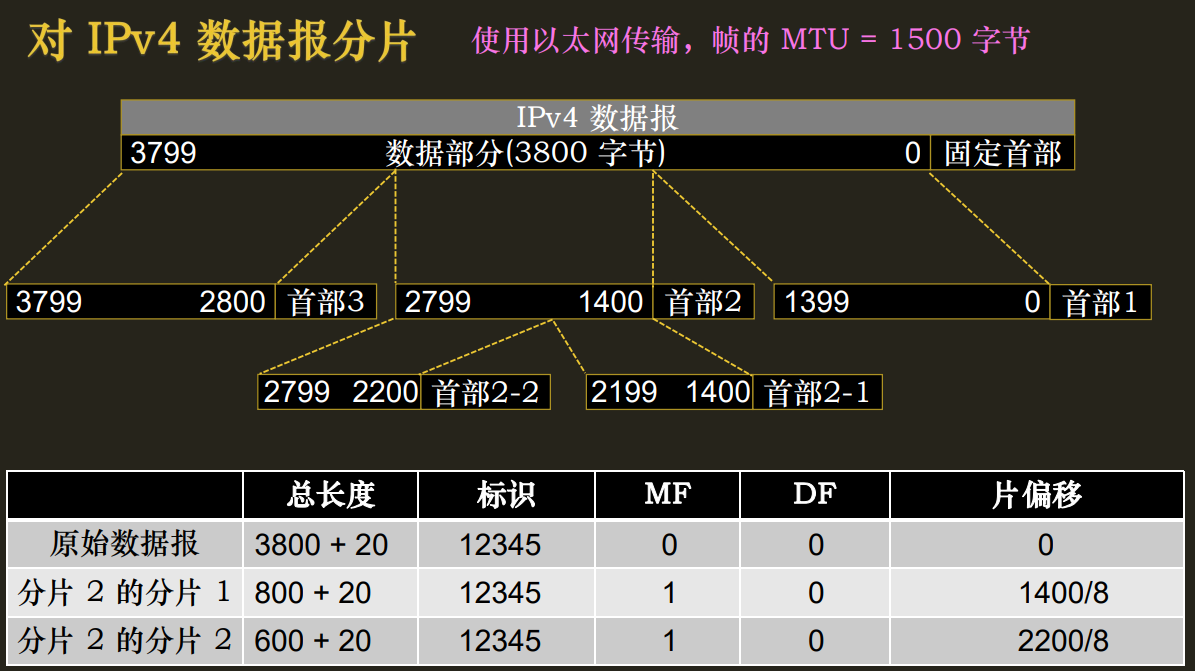 对 IPv4 数据报分片 使用以太网传输，帧的 MTU = 1500 字节
IPv4 数据报
3799 数据部分(3800 字节) 0 固定首部
3799 2800 首部3 2799 1400 首部2 1399 0 首部1
2799 2200 首部2-2 2199 1400 首部2-1
总长度 标识 MF DF 片偏移
原始数据报 3800 + 20 12345 0 0 0
分片 2 的分片 1 800 + 20 12345 1 0 1400/8
分片 2 的分片 2 600 + 20 12345 1 0 2200/8